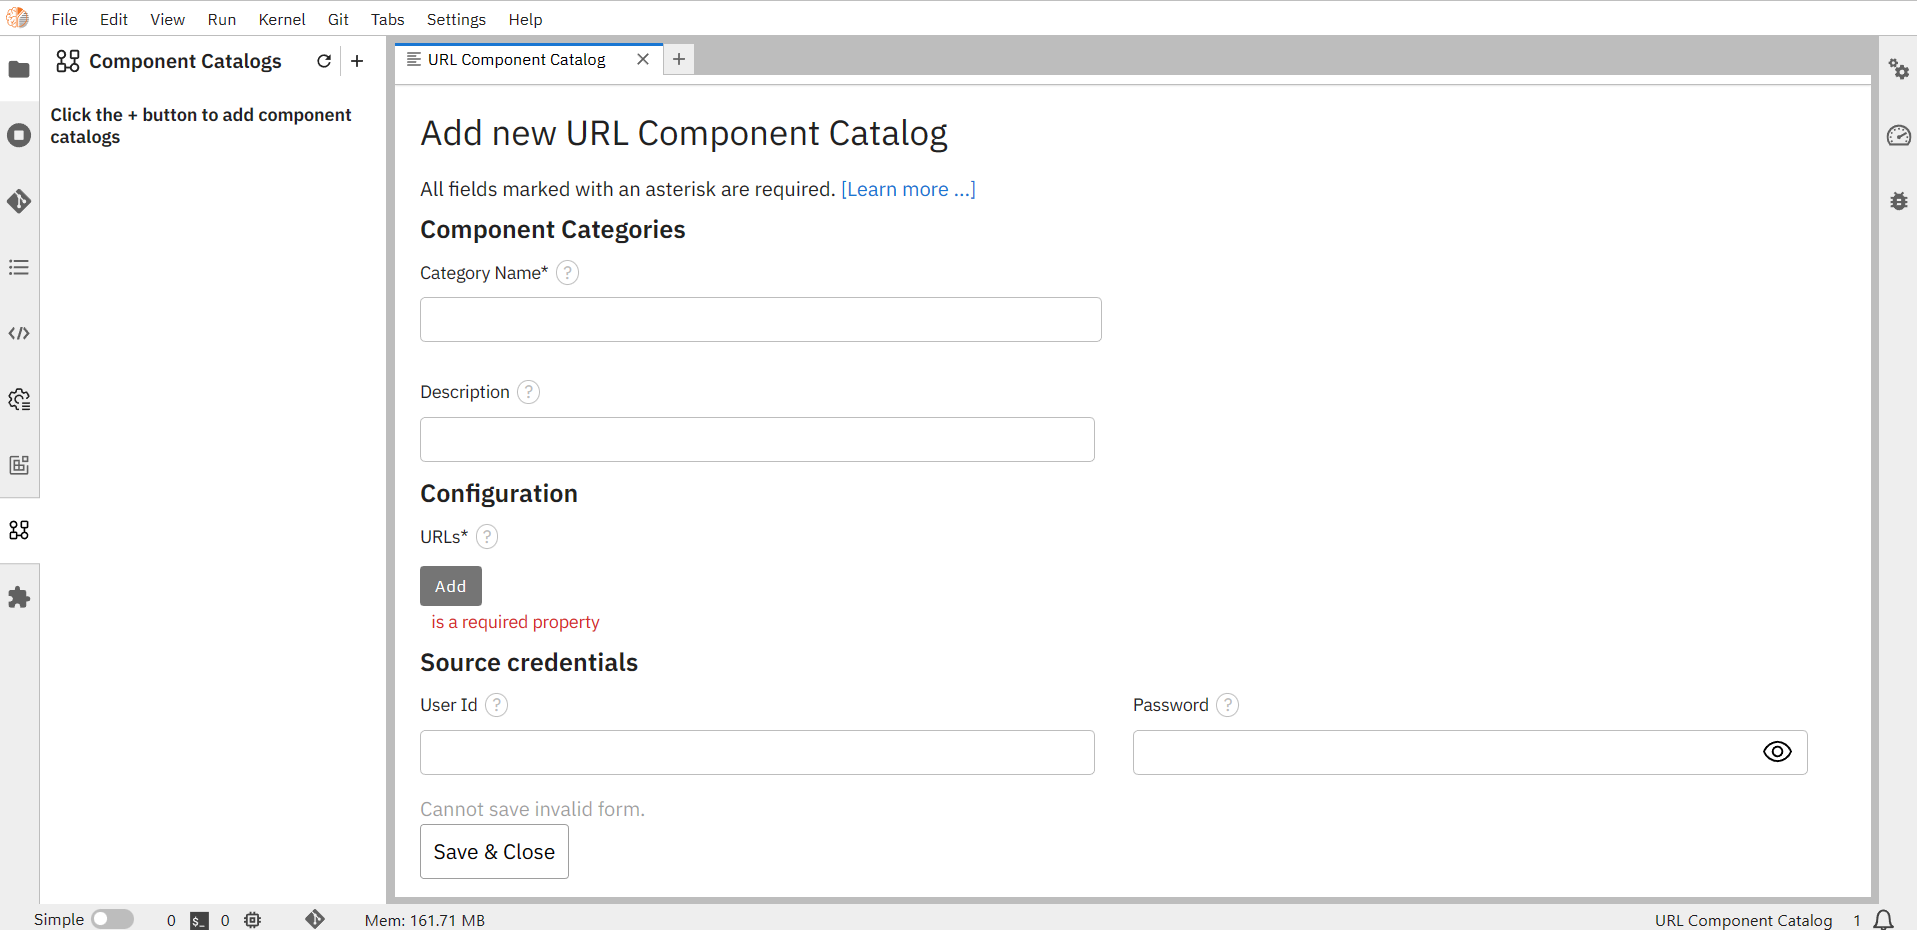 File Edit View Run Kernel Git Tabs Settings Help
Component Catalogs
Click the + button to add component
catalogs
URL Component Catalog
Add new URL Component Catalog
All fields marked with an asterisk are required. [Learn more ...]
Component Categories
Category Name* ?
Description ?
Configuration
URLs* ?
Add
is a required property
Source credentials
User Id ?
Password ?
Cannot save invalid form.
Save & Close
Simple 0 $_ 0 Mem: 161.71 MB URL Component Catalog 1